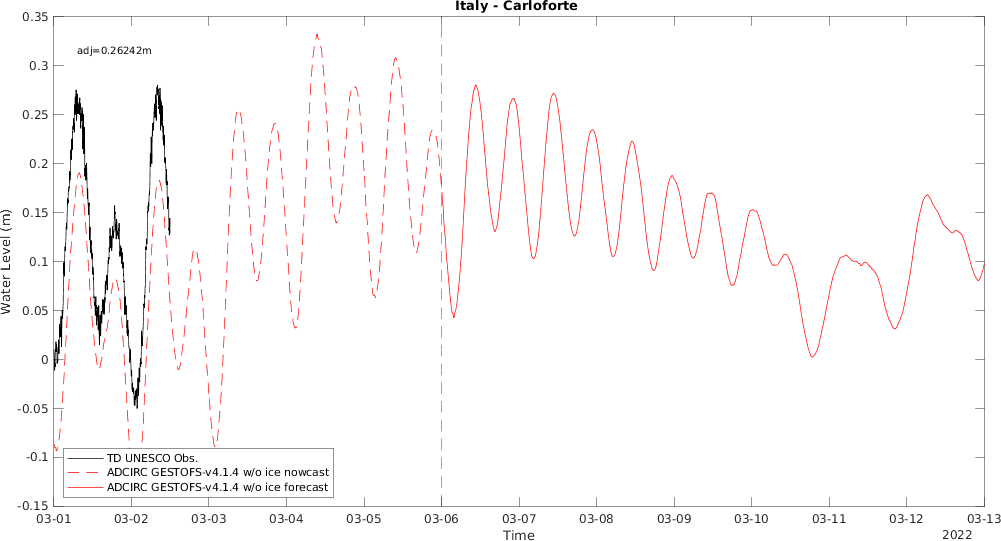 Italy - Carloforte
0.35
0.3
0.25
0.2
0.15
0.1
0.05
0
-0.05
-0.1
-0.15
Water Level (m)
adj=0.26242m
TD UNESCO Obs.
ADCIRC GESTOFS-v4.1.4 w/o ice nowcast
ADCIRC GESTOFS-v4.1.4 w/o ice forecast
03-01 03-02 03-03 03-04 03-05 03-06 03-07 03-08 03-09 03-10 03-11 03-12 03-13
Time
2022